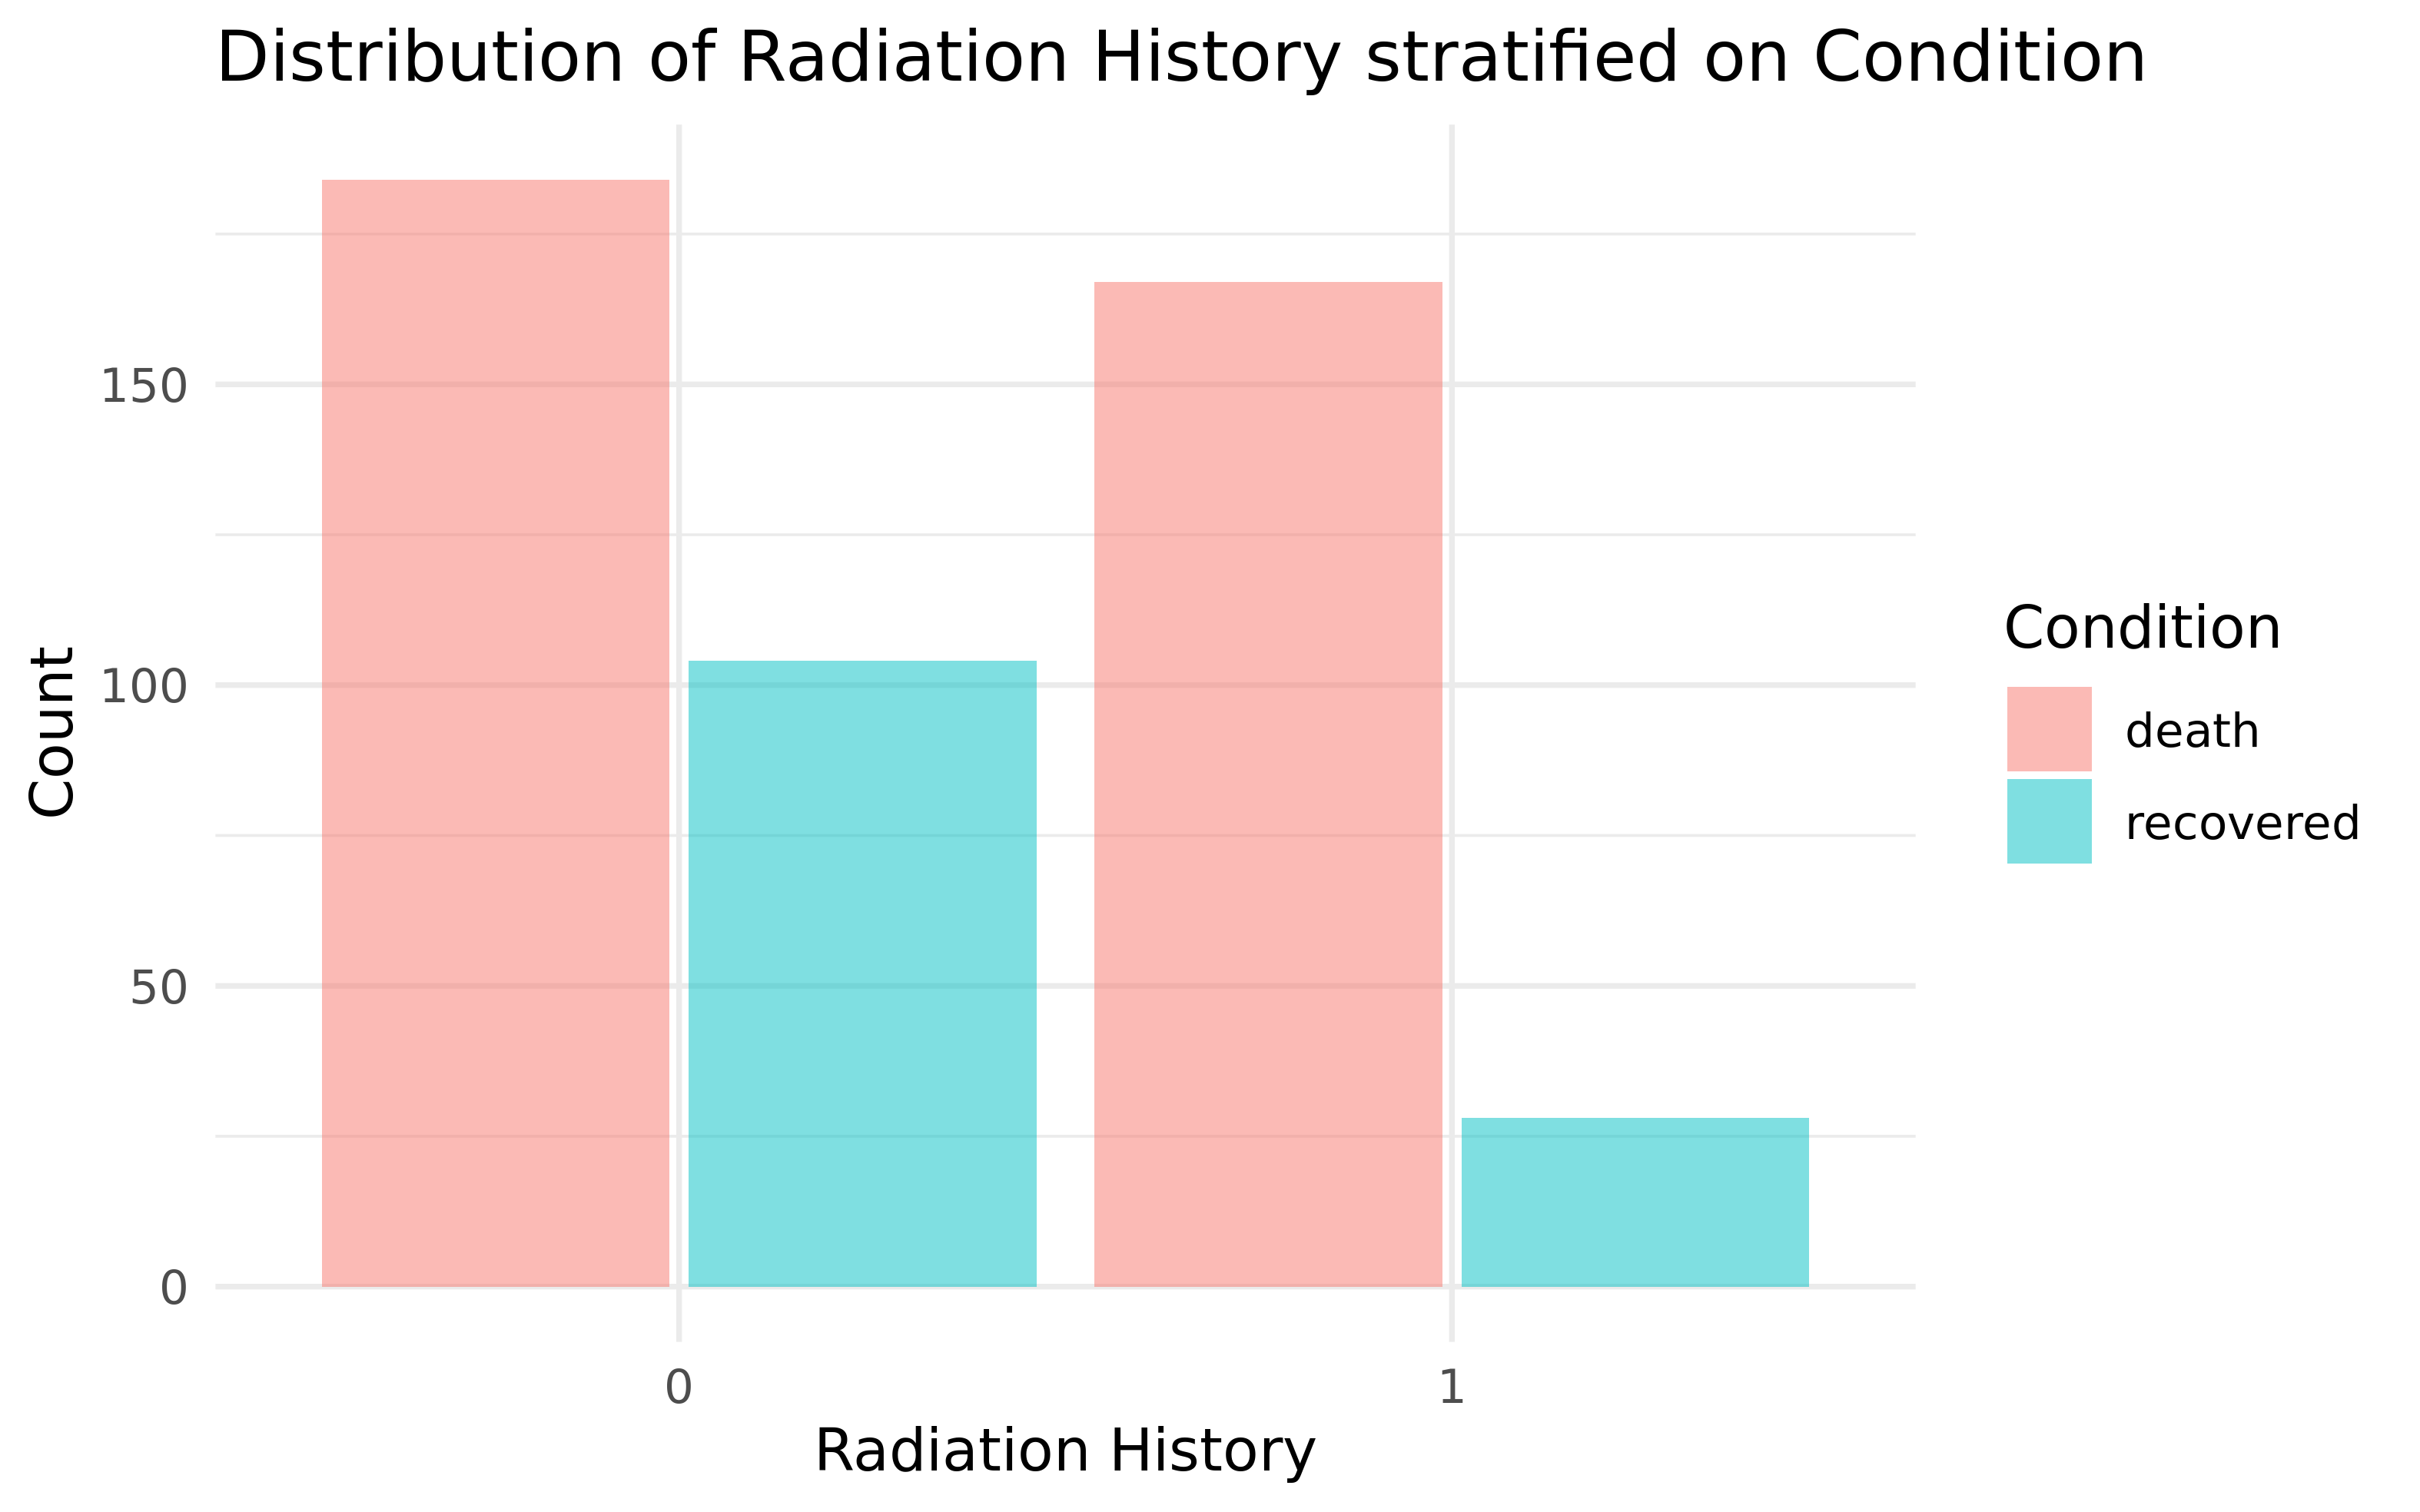 Distribution of Radiation History stratified on Condition
Count
150
100
50
0
0
1
Radiation History
Condition
death
recovered